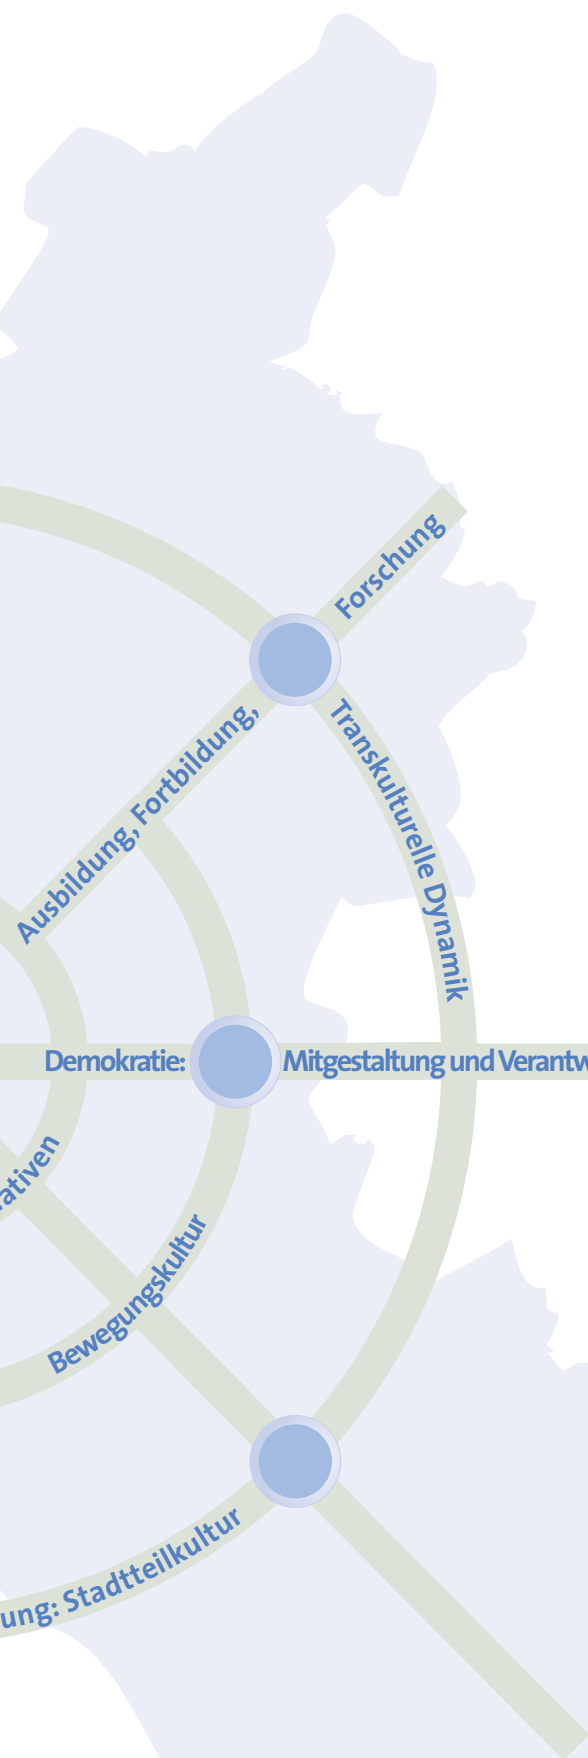 Forschung
Ausbildung, Fortbildung,
Transkulturelle Dynamik
Demokratie: Mitgestaltung und Verantw
ativen
Bewegungskultur
ung: Stadtteilkultur